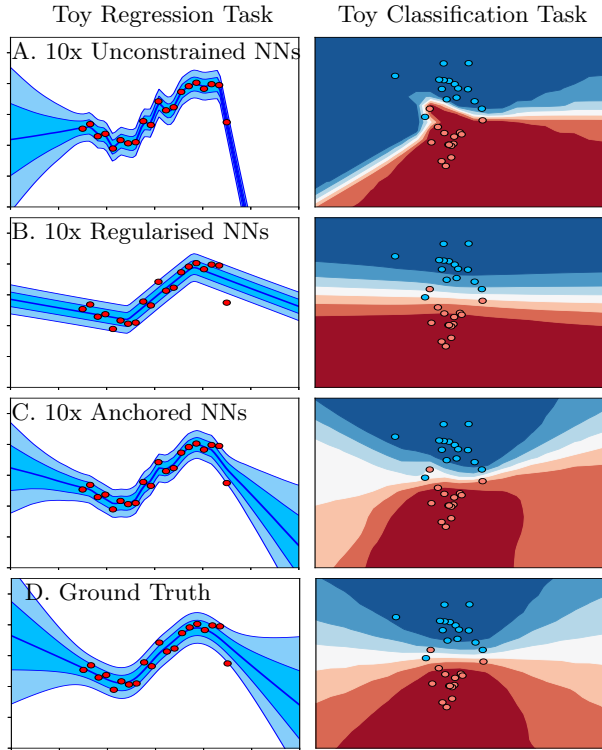 Toy Regression Task
Toy Classification Task
A. 10x Unconstrained NNs
B. 10x Regularised NNs
C. 10x Anchored NNs
D. Ground Truth